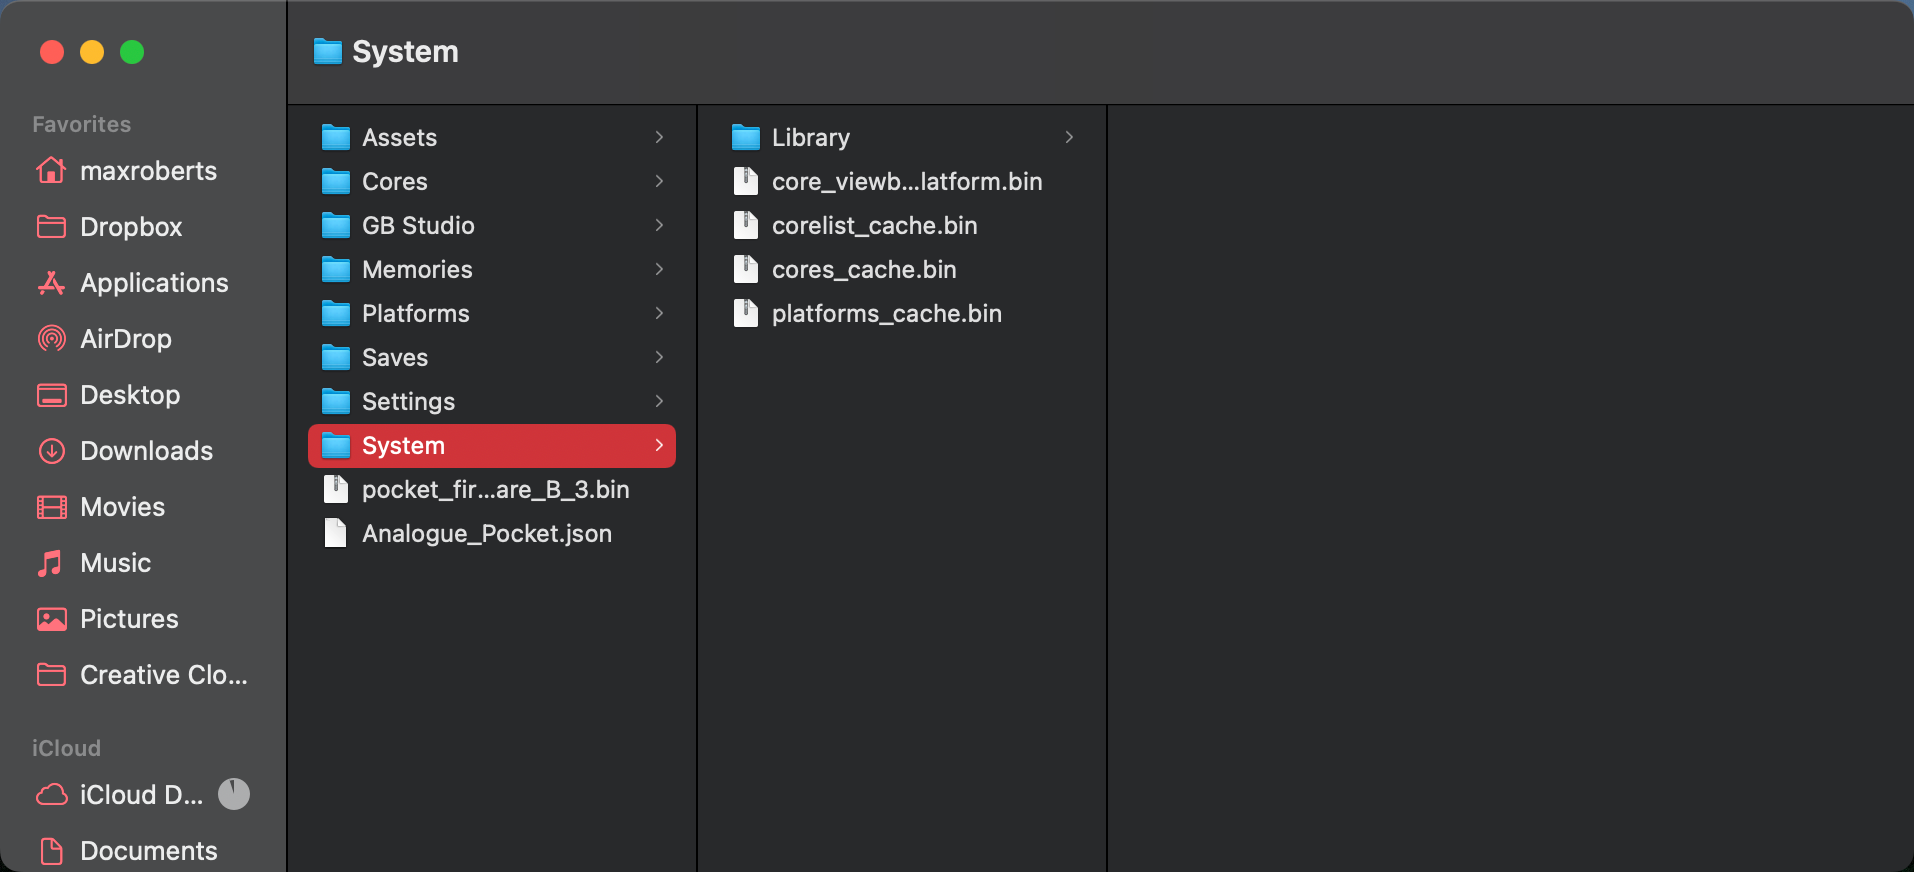 System
Favorites
maxroberts
Dropbox
Applications
AirDrop
Desktop
Downloads
Movies
Music
Pictures
Creative Clo...
iCloud
iCloud D...
Documents
Assets
Cores
GB Studio
Memories
Platforms
Saves
Settings
System
pocket_fir...are_B_3.bin
Analogue_Pocket.json
Library
core_viewb...latform.bin
corelist_cache.bin
cores_cache.bin
platforms_cache.bin